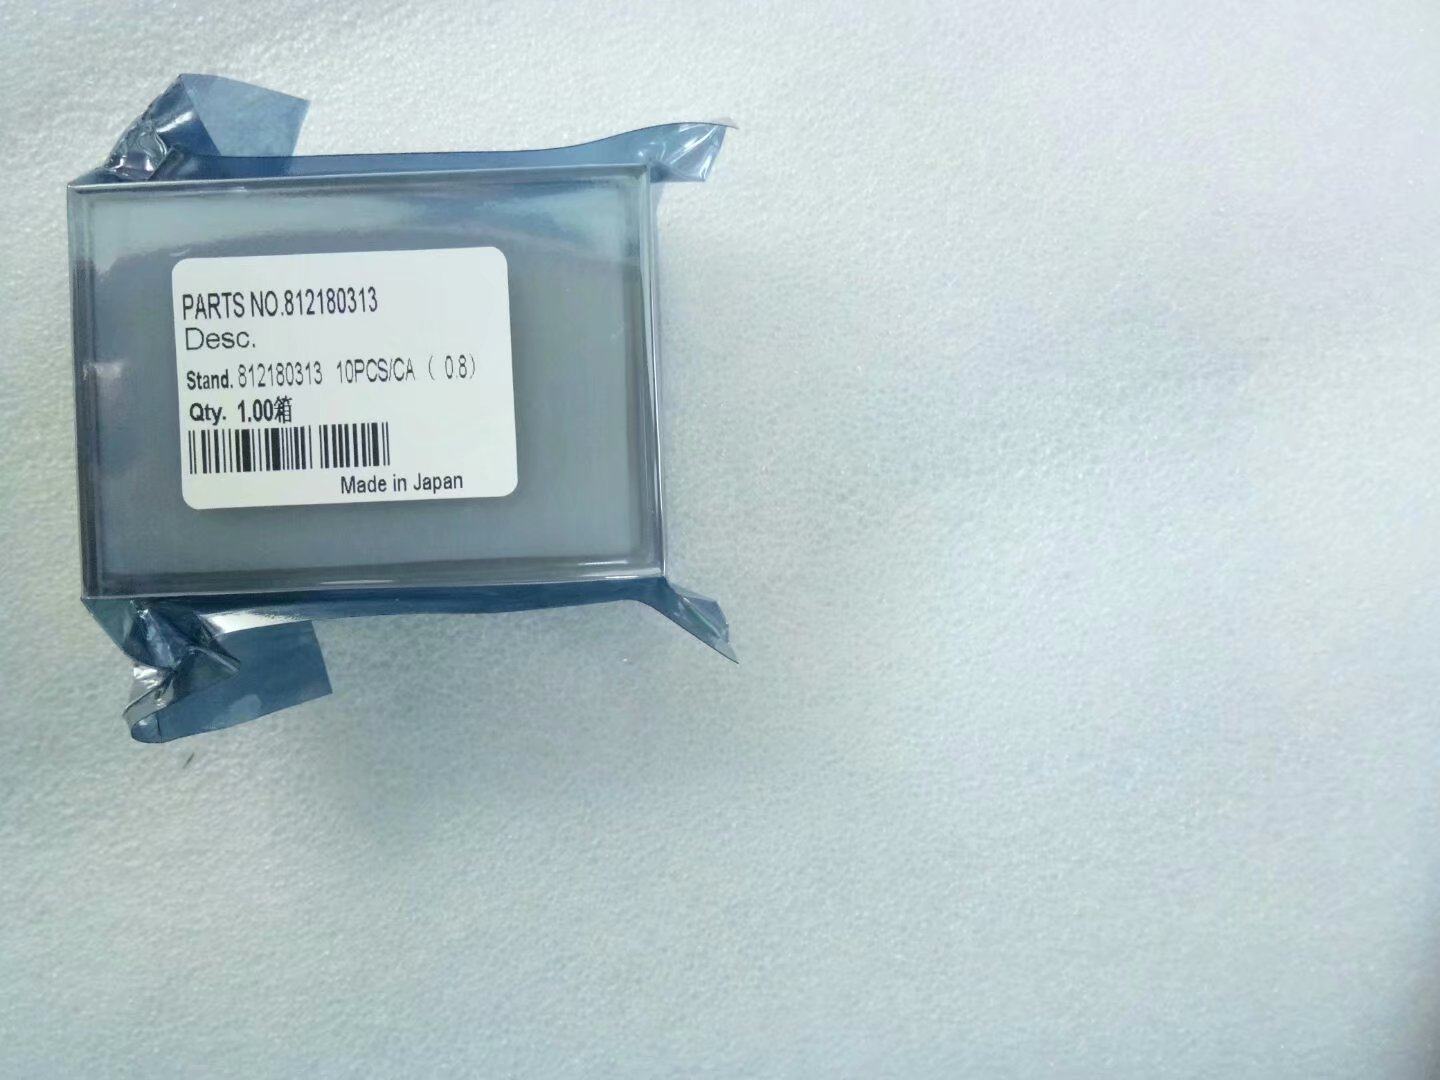 PARTS NO.812180313
Desc.
Stand. 812180313 10PCS/CA ( 0.8)
Qty. 1.00箱
Made in Japan